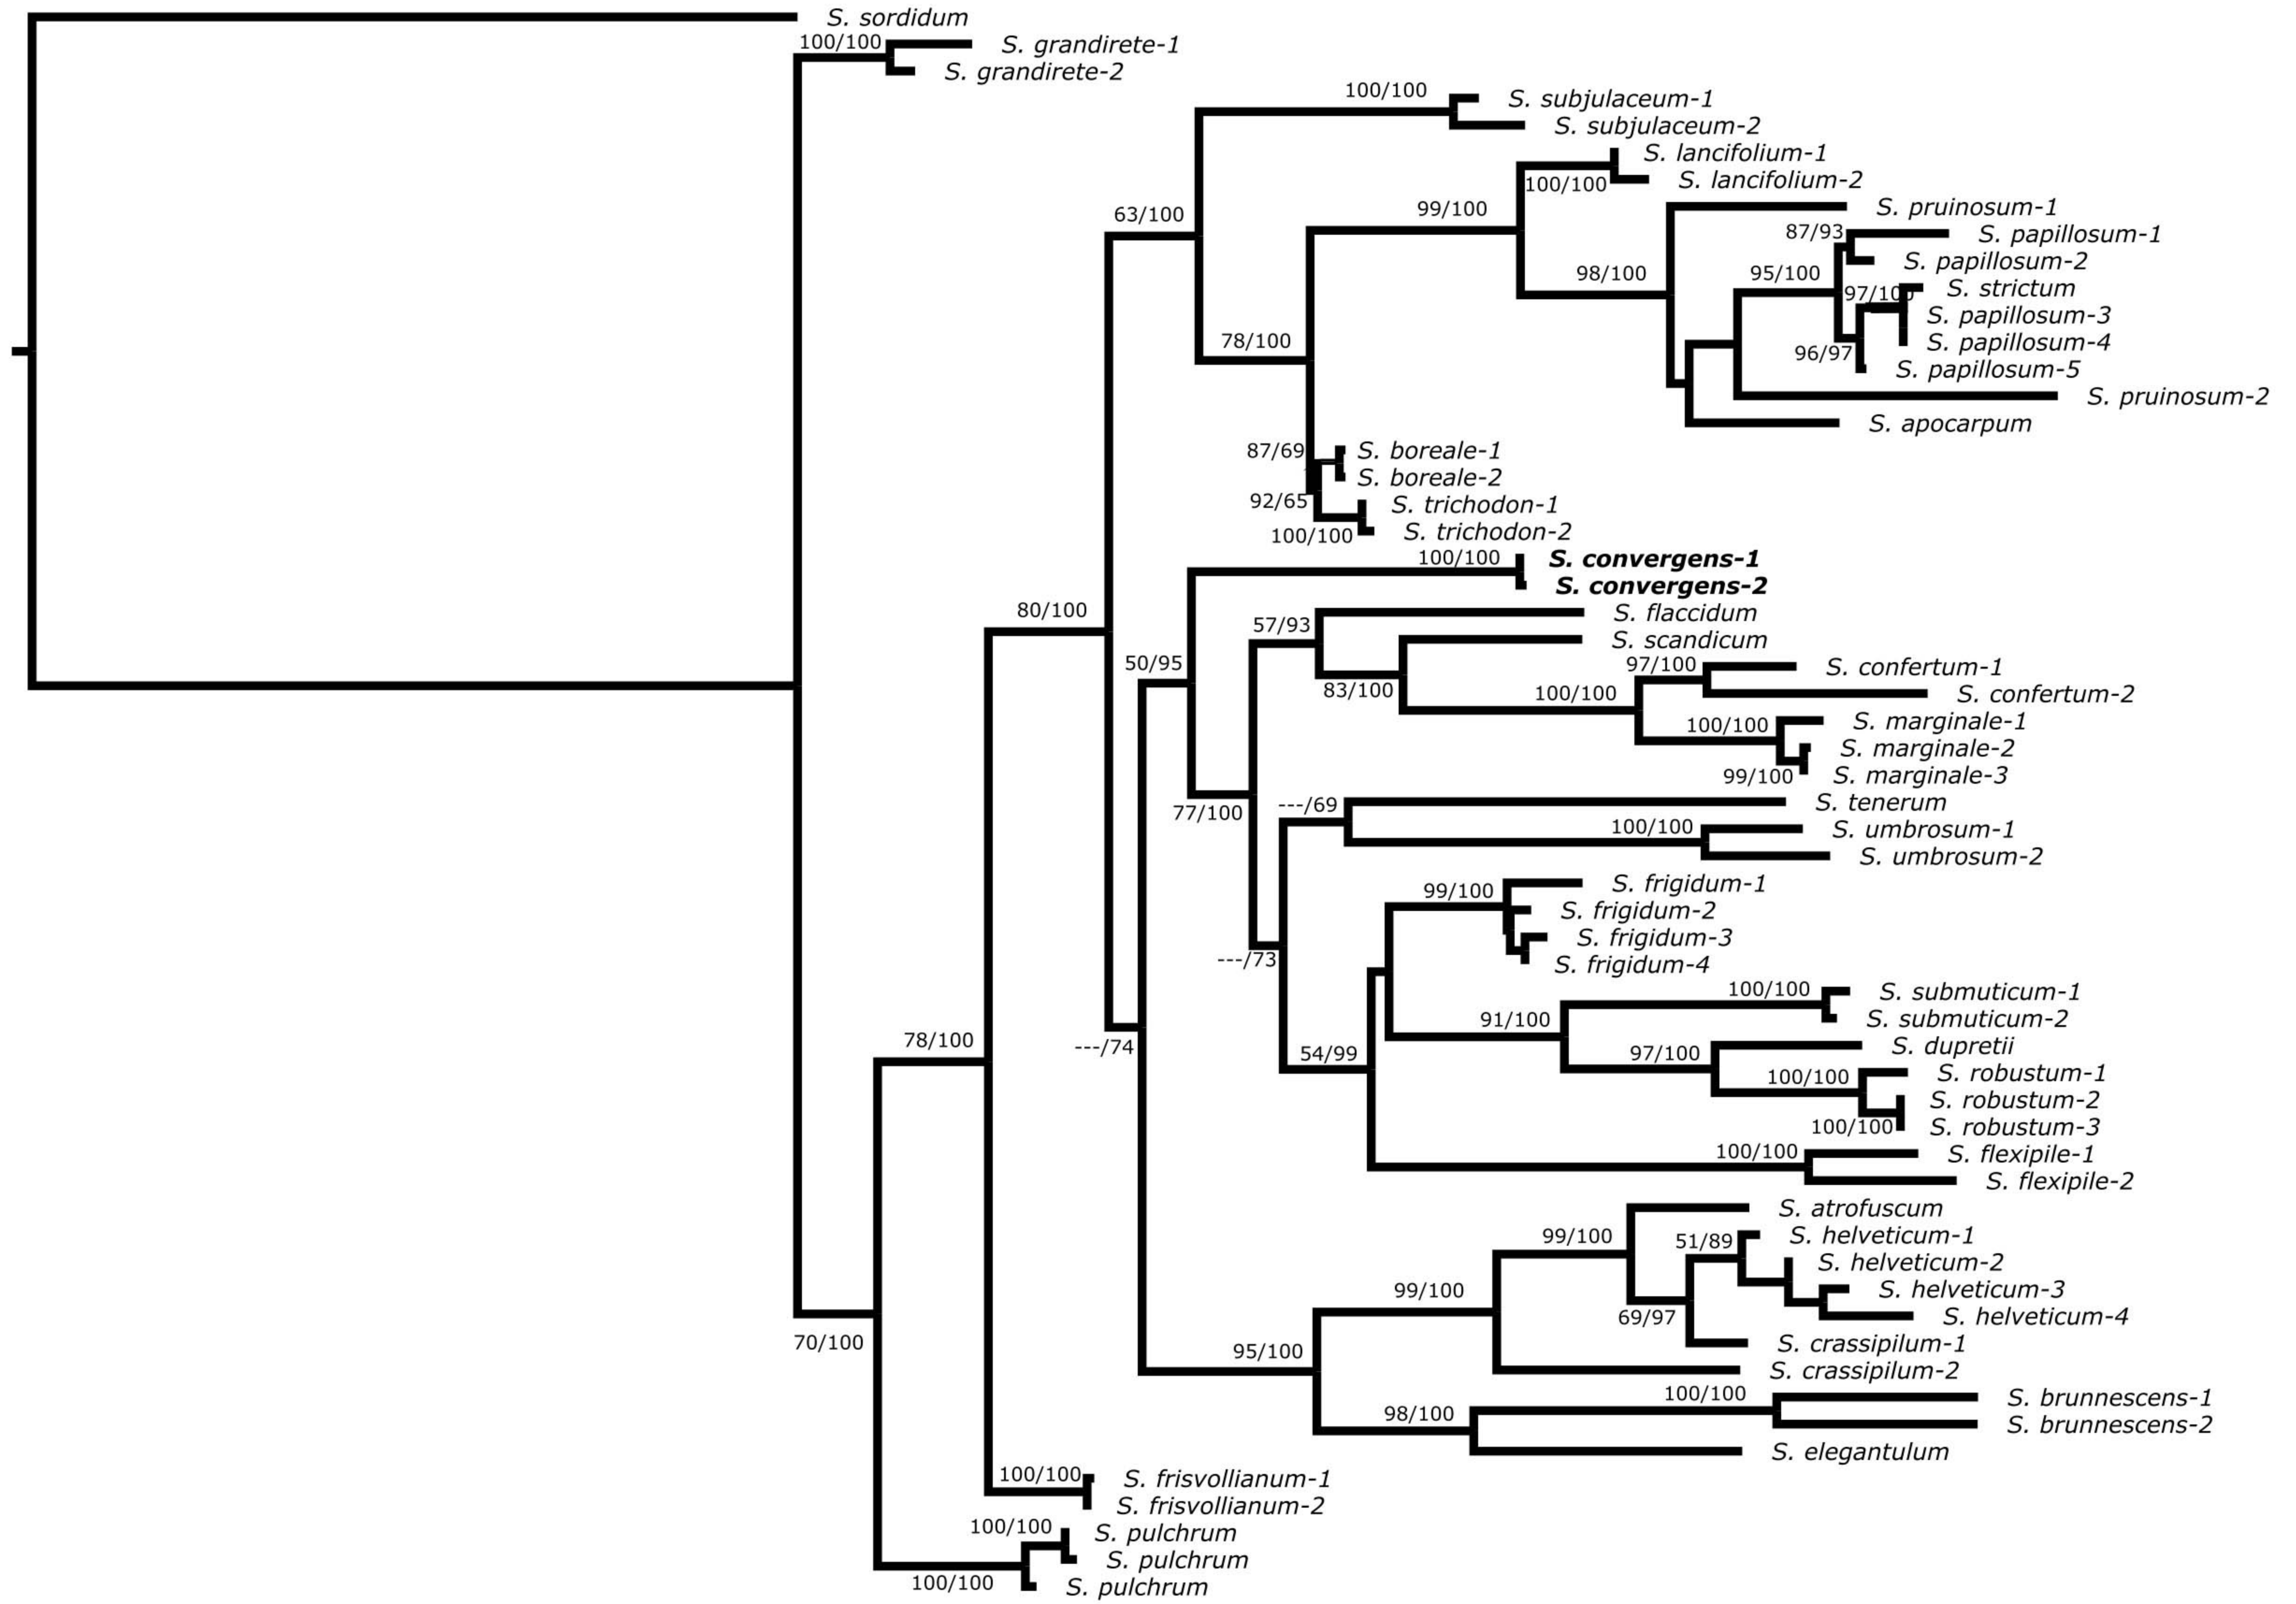 S. sordidum
100/100
S. grandirete-1
S. grandirete-2
100/100
S. subjulaceum-1
S. subjulaceum-2
S. lancifolium-1
100/100
S. lancifolium-2
63/100
99/100
S. pruinosum-1
87/93
S. papillosum-1
S. papillosum-2
98/100
95/100
97/100
S. strictum
S. papillosum-3
78/100
S. papillosum-4
96/97
S. papillosum-5
S. pruinosum-2
S. apocarpum
87/69
S. boreale-1
S. boreale-2
92/65
S. trichodon-1
100/100
S. trichodon-2
100/100
S. convergens-1
S. convergens-2
80/100
57/93
S. flaccidum
S. scandicum
50/95
97/100
S. confertum-1
83/100
100/100
S. confertum-2
100/100
S. marginale-1
S. marginale-2
99/100
S. marginale-3
77/100
---/69
S. tenerum
100/100
S. umbrosum-1
S. umbrosum-2
99/100
S. frigidum-1
S. frigidum-2
S. frigidum-3
---/73
S. frigidum-4
100/100
S. submuticum-1
91/100
S. submuticum-2
78/100
---/74
54/99
97/100
S. dupretii
100/100
S. robustum-1
S. robustum-2
100/100
S. robustum-3
100/100
S. flexipile-1
S. flexipile-2
S. atrofuscum
99/100
51/89
S. helveticum-1
S. helveticum-2
99/100
S. helveticum-3
69/97
S. helveticum-4
70/100
95/100
S. crassipilum-1
S. crassipilum-2
100/100
S. brunnescens-1
98/100
S. brunnescens-2
S. elegantulum
100/100
S. frisvollianum-1
S. frisvollianum-2
100/100
S. pulchrum
S. pulchrum
100/100
S. pulchrum